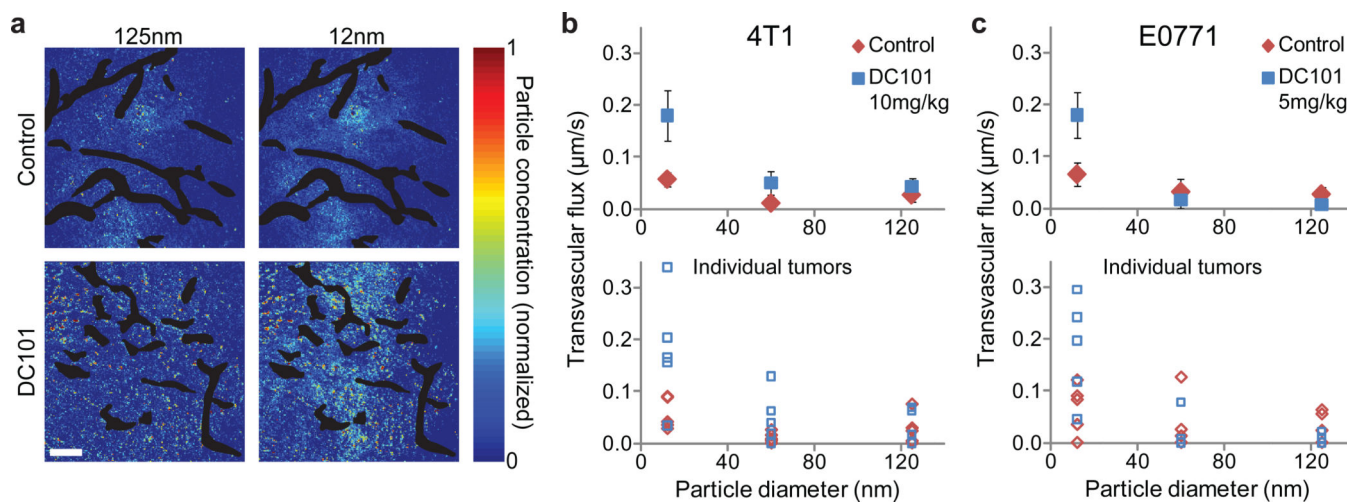 a
125nm
12nm
Control
DC101
1
Particle concentration (normalized)
0
b
4T1
Control
DC101
10mg/kg
Transvascular flux (µm/s)
0.3
0.2
0.1
0.0
0
40
80
120
Individual tumors
0.3
0.2
0.1
0.0
0
40
80
120
Particle diameter (nm)
c
E0771
Control
DC101
5mg/kg
Transvascular flux (µm/s)
0.3
0.2
0.1
0.0
0
40
80
120
Individual tumors
0.3
0.2
0.1
0.0
0
40
80
120
Particle diameter (nm)